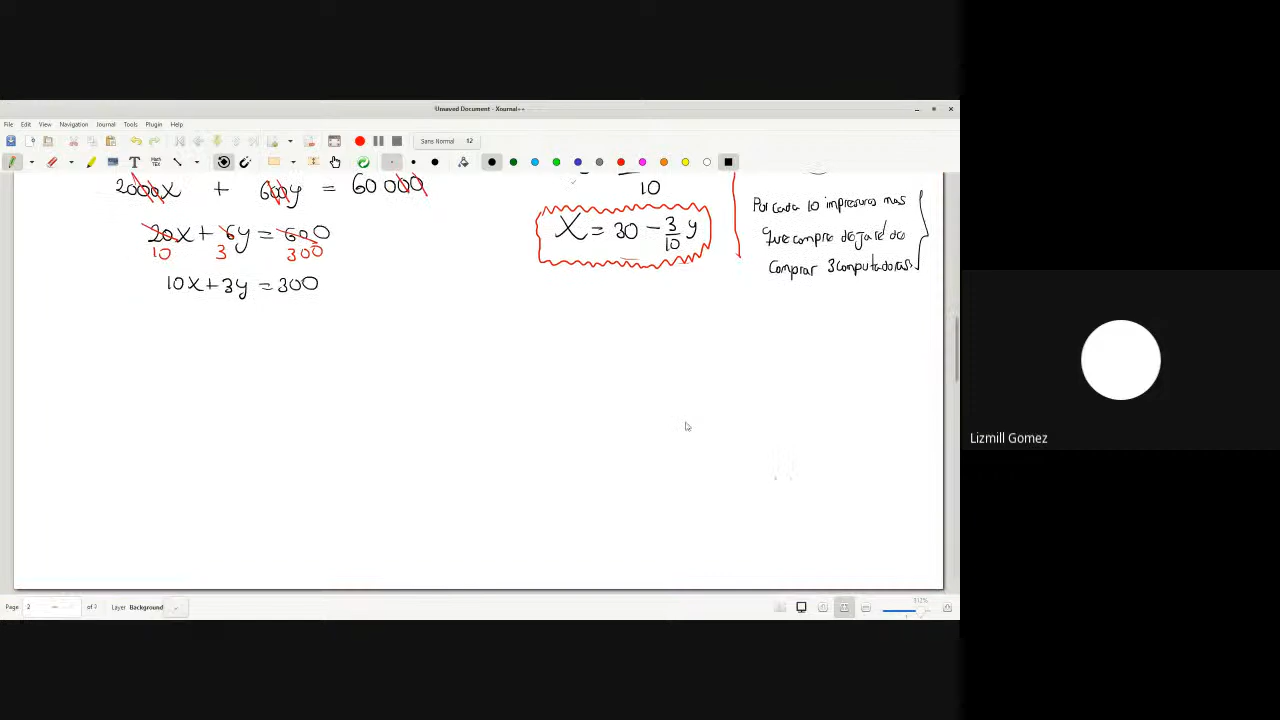 Unsaved Document - Xournal++
File Edit View Navigation Journal Tools Plugin Help
Sans Normal 12
2000x + 600y = 60 000
10
20x + 6y = 600
10 3 300
10x + 3y = 300
X = 30 - 3/10 y
Por cada 10 impresoras mas
que compre dejaré de
Comprar 3 computadoras
Lizmill Gomez
Page 2 of 2 Layer Background
312%